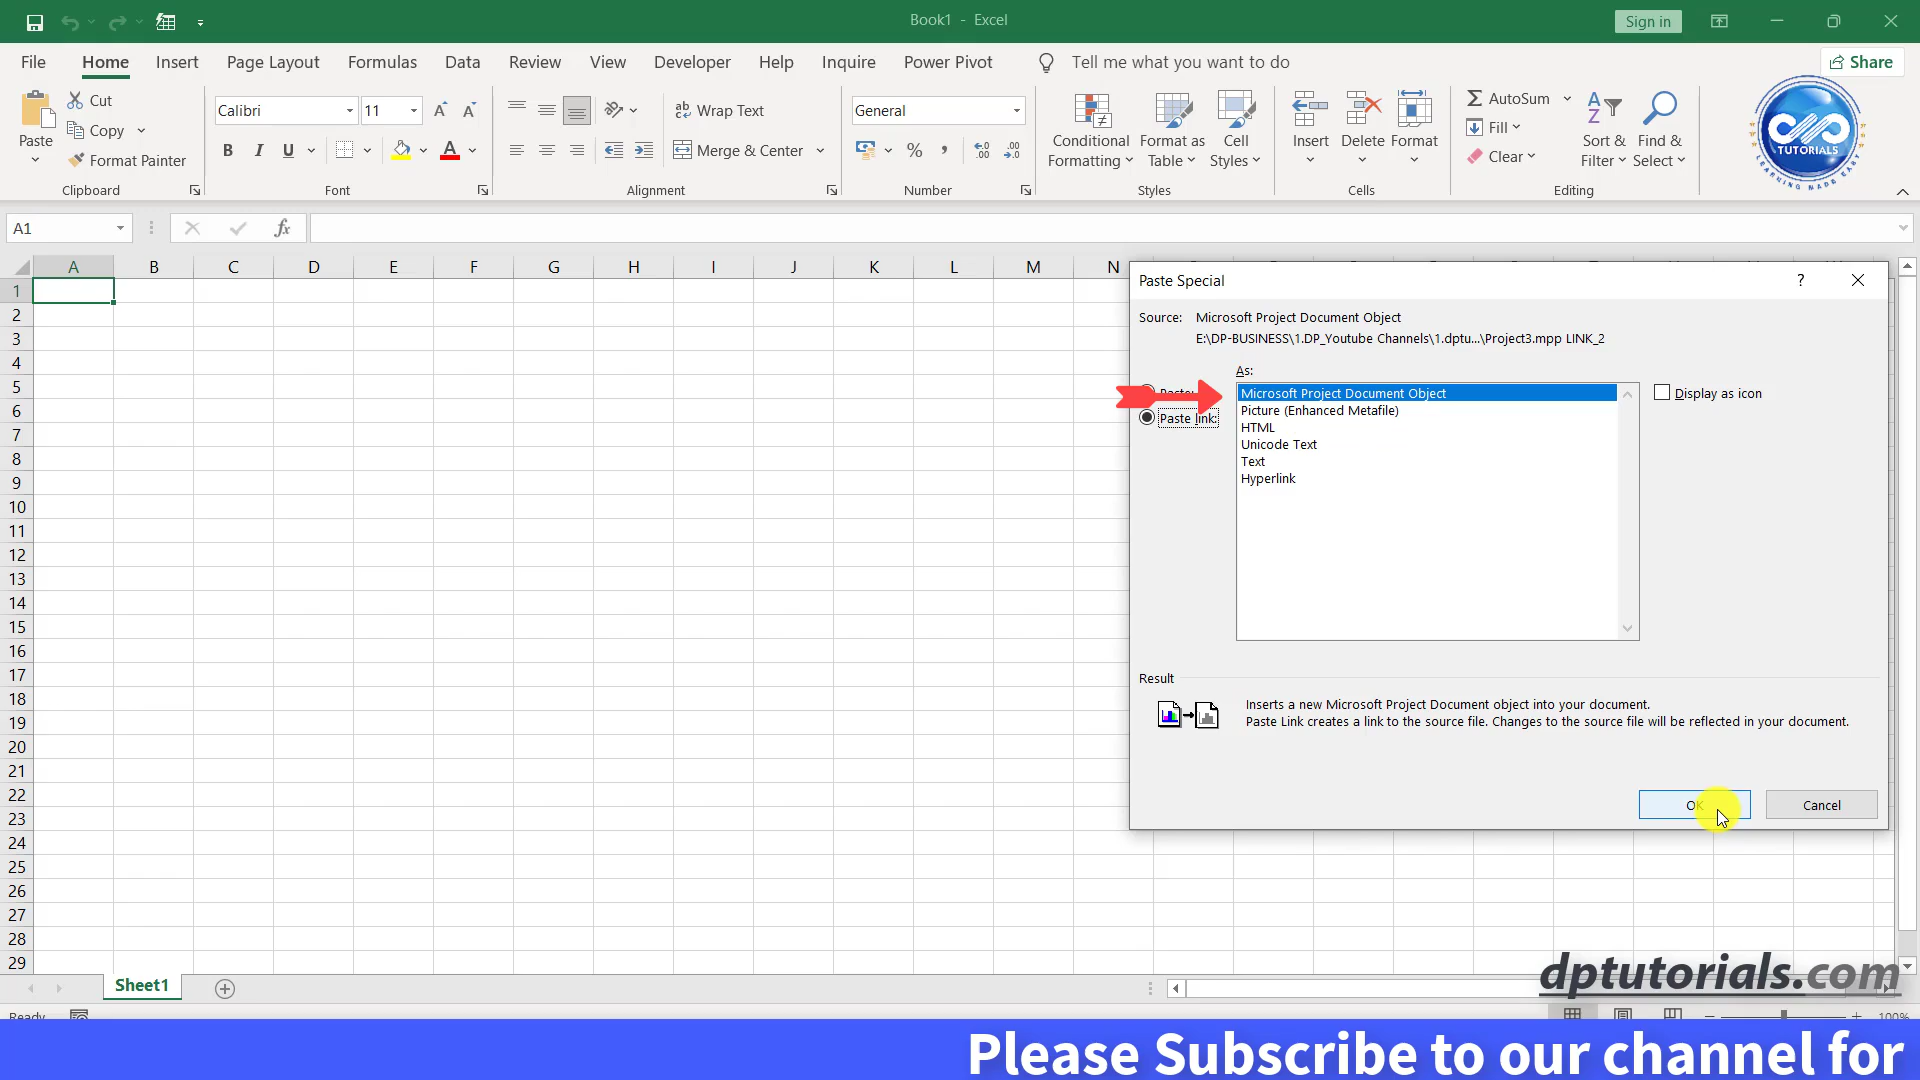 Book1 - Excel
Sign in
File Home Insert Page Layout Formulas Data Developer Review View Developer Help Inquire Power Pivot Tell me what you want to do Share
Paste
Cut
Copy
Format Painter
Clipboard
Calibri 11
B I U A
Font
Wrap Text
Merge & Center
Alignment
General
% , .00
Number
Conditional Formatting
Format as Table
Cell Styles
Styles
Insert Delete Format
Cells
AutoSum
Fill
Clear
Sort & Filter
Find & Select
Editing
TUTORIALS
LEARNING MADE EASY
A1 fx
A B C D E F G H I J K L M N
1
2
3
4
5
6
7
8
9
10
11
12
13
14
15
16
17
18
19
20
21
22
23
24
25
26
27
28
29
Paste Special ?
Source: Microsoft Project Document Object
E:\DP-BUSINESS\1.DP_Youtube Channels\1.dptu...\Project3.mpp LINK_2
As:
Paste:
Paste link:
Microsoft Project Document Object
Picture (Enhanced Metafile)
HTML
Unicode Text
Text
Hyperlink
Display as icon
Result
Inserts a new Microsoft Project Document object into your document.
Paste Link creates a link to the source file. Changes to the source file will be reflected in your document.
OK Cancel
Sheet1
dptutorials.com
Ready
100%
Please Subscribe to our channel for